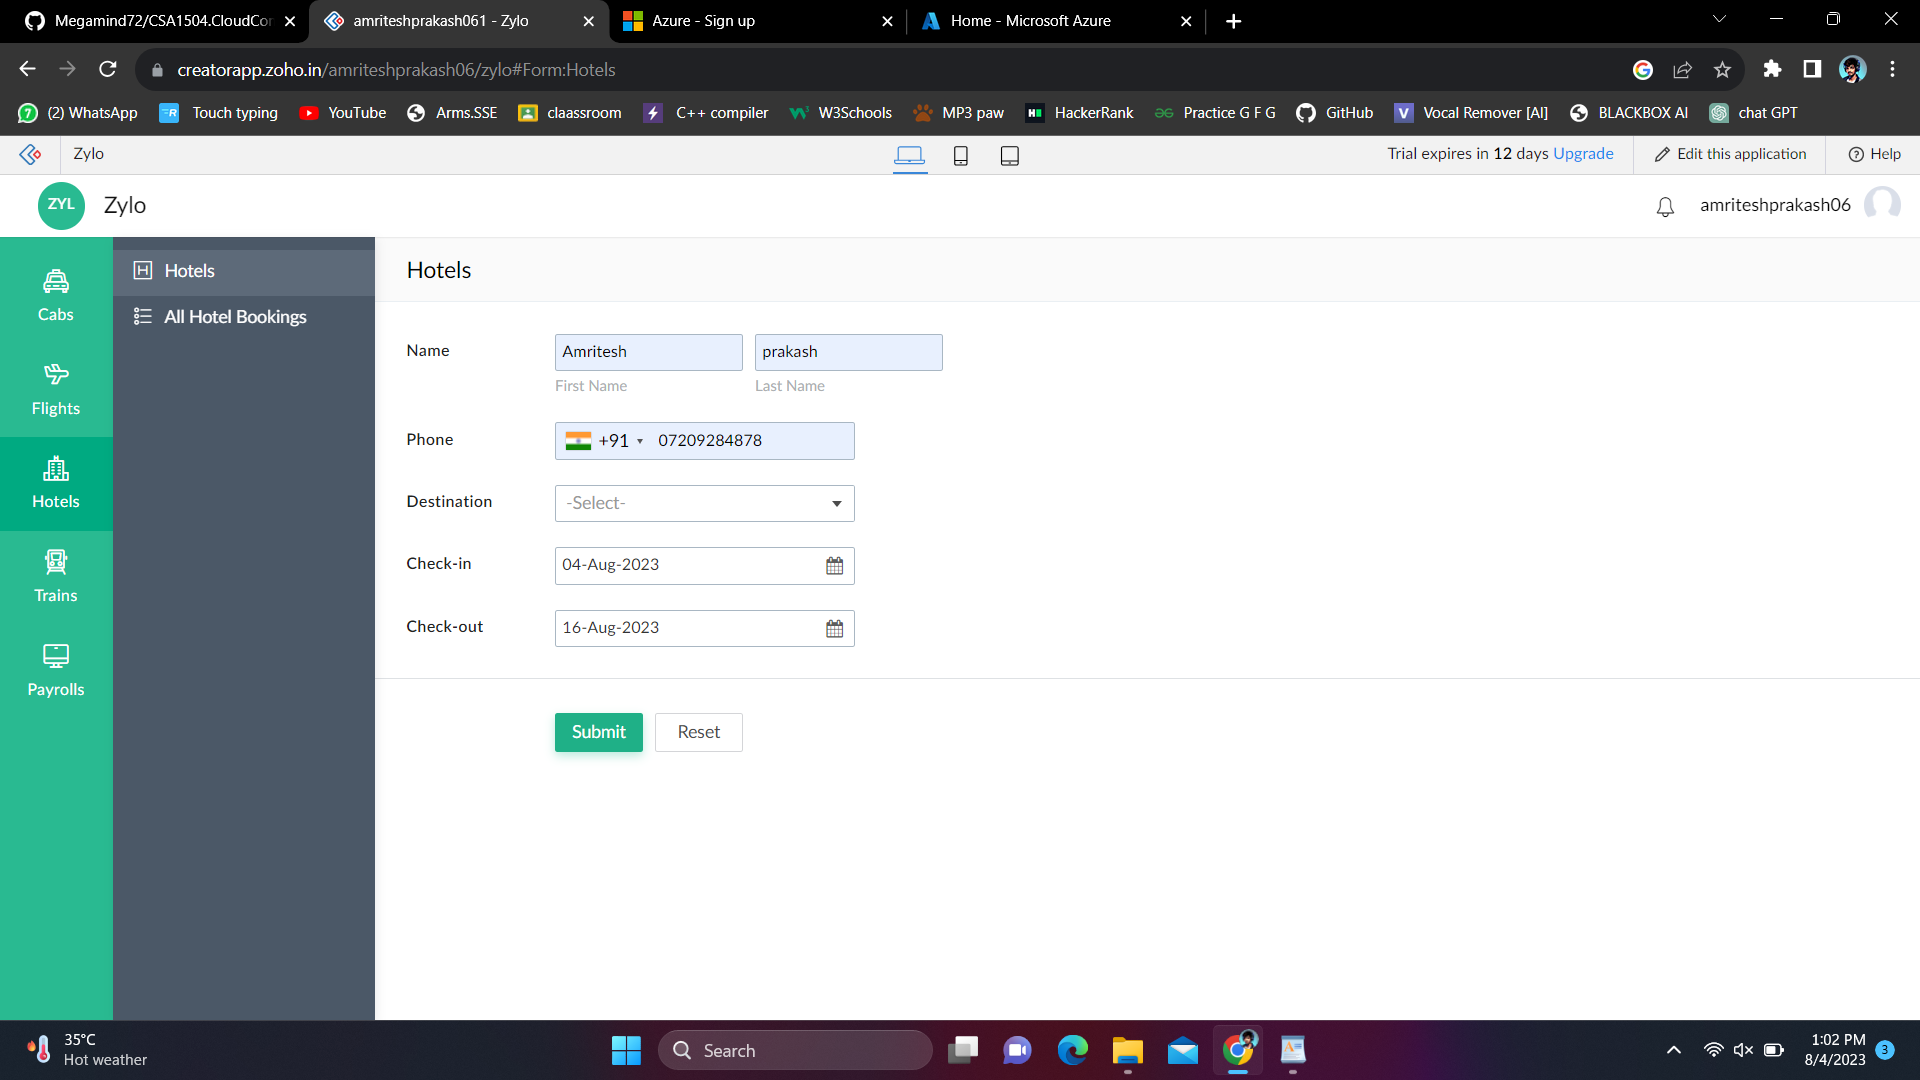 Megamind72/CSA1504.CloudCor
amriteshprakash061 - Zylo
Azure - Sign up
Home - Microsoft Azure
creatorapp.zoho.in/amriteshprakash06/zylo#Form:Hotels
(2) WhatsApp
Touch typing
YouTube
Arms.SSE
claassroom
C++ compiler
W3Schools
MP3 paw
HackerRank
Practice G F G
GitHub
Vocal Remover [AI]
BLACKBOX AI
chat GPT
Zylo
Trial expires in 12 days Upgrade
Edit this application
Help
ZYL
Zylo
amriteshprakash06
Cabs
Flights
Hotels
Trains
Payrolls
Hotels
All Hotel Bookings
Hotels
Name
Amritesh
prakash
First Name
Last Name
Phone
+91
07209284878
Destination
-Select-
Check-in
04-Aug-2023
Check-out
16-Aug-2023
Submit
Reset
35°C
Hot weather
Search
1:02 PM
8/4/2023
3